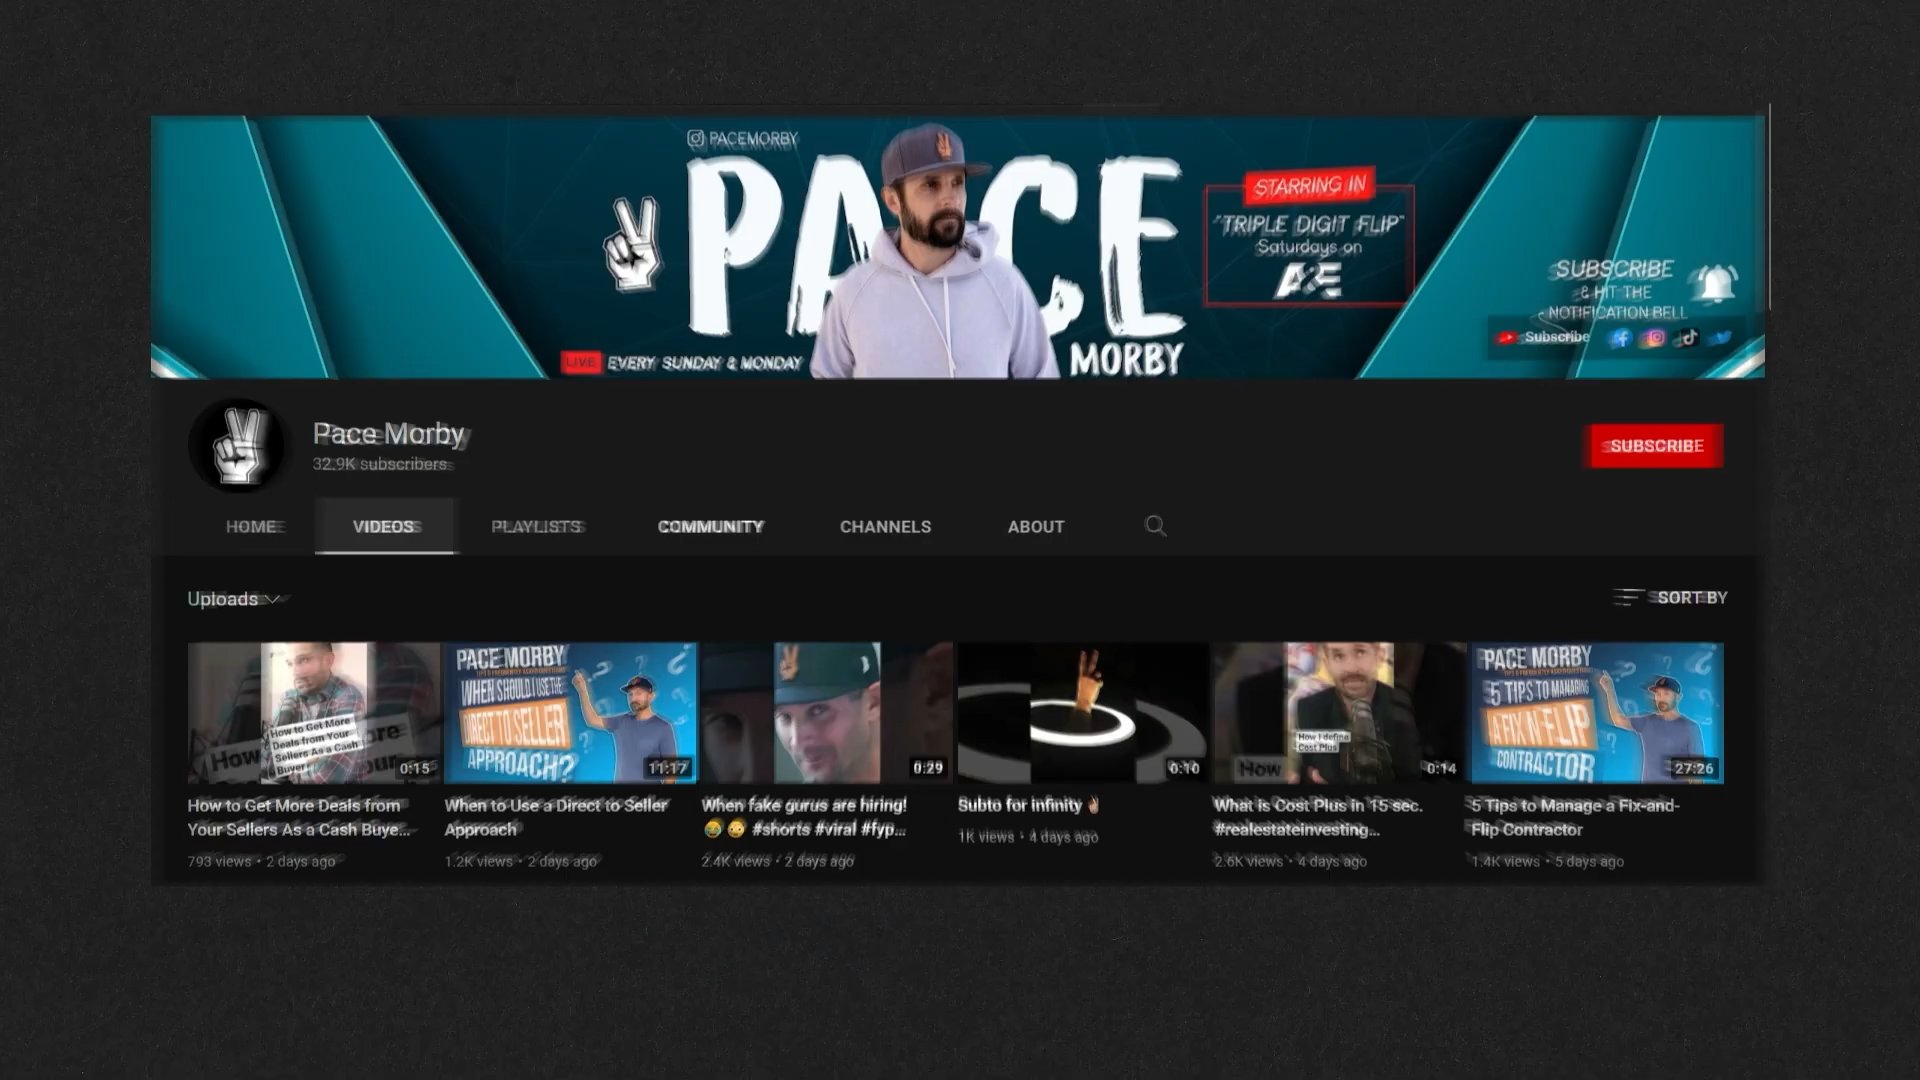 PACEMORBY
PACE
MORBY
STARRING IN
"TRIPLE DIGIT FLIP"
Saturdays on
A&E
SUBSCRIBE
& HIT THE
NOTIFICATION BELL
Subscribe
LIVE EVERY SUNDAY & MONDAY
Pace Morby
32.9K subscribers
SUBSCRIBE
HOME VIDEOS PLAYLISTS COMMUNITY CHANNELS ABOUT
Uploads
SORT BY
How to Get More
Deals from Your
Sellers As a Cash
Buyer
How
0:15
PACE MORBY
WHEN SHOULD I USE THE
DIRECT TO SELLER
APPROACH?
11:17
0:29
0:10
How I define
Cost Plus
How
0:14
PACE MORBY
5 TIPS TO MANAGING
A FIX N FLIP
CONTRACTOR
27:26
How to Get More Deals from
Your Sellers As a Cash Buye...
793 views • 2 days ago
When to Use a Direct to Seller
Approach
1.2K views • 2 days ago
When fake gurus are hiring!
😂 😳 #shorts #viral #fyp...
2.4K views • 2 days ago
Subto for infinity ✌🏼
1K views • 4 days ago
What is Cost Plus in 15 sec.
#realestateinvesting...
2.6K views • 4 days ago
5 Tips to Manage a Fix-and-
Flip Contractor
1.4K views • 5 days ago